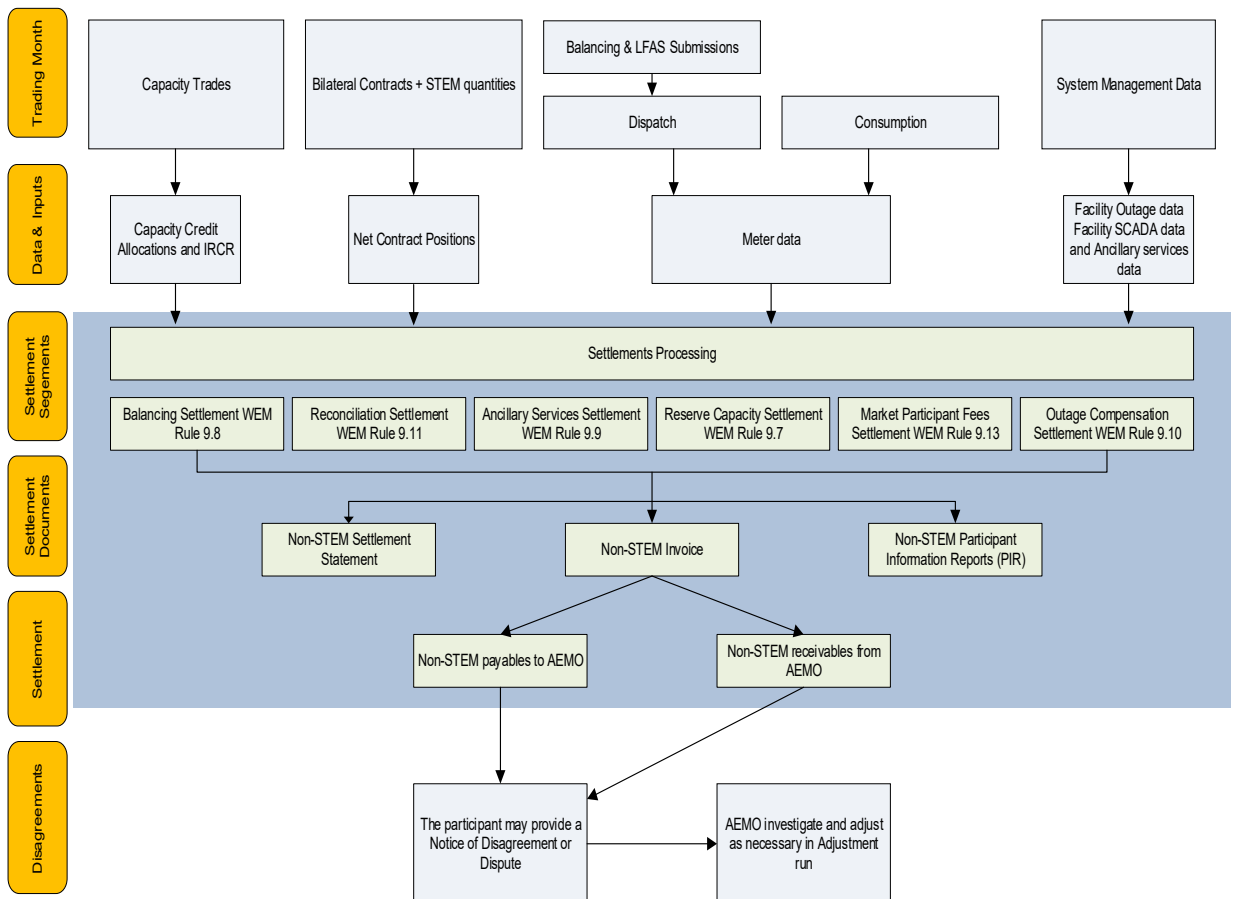 Trading Month
Capacity Trades
Bilateral Contracts + STEM quantities
Balancing & LFAS Submissions
Dispatch
Consumption
System Management Data
Data & Inputs
Capacity Credit
Allocations and IRCR
Net Contract Positions
Meter data
Facility Outage data
Facility SCADA data
and Ancillary services
data
Settlement
Segements
Settlements Processing
Balancing Settlement WEM
Rule 9.8
Reconciliation Settlement
WEM Rule 9.11
Ancillary Services Settlement
WEM Rule 9.9
Reserve Capacity Settlement
WEM Rule 9.7
Market Participant Fees
Settlement WEM Rule 9.13
Outage Compensation
Settlement WEM Rule 9.10
Settlement
Documents
Non-STEM Settlement
Statement
Non-STEM Invoice
Non-STEM Participant
Information Reports (PIR)
Settlement
Non-STEM payables to AEMO
Non-STEM receivables from
AEMO
Disagreements
The participant may provide a
Notice of Disagreement or
Dispute
AEMO investigate and adjust
as necessary in Adjustment
run